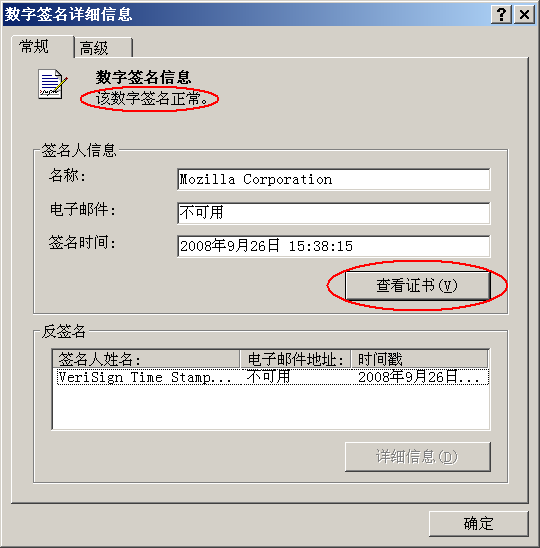 数字签名详细信息
常规 高级
数字签名信息
该数字签名正常。
签名人信息
名称: Mozilla Corporation
电子邮件: 不可用
签名时间: 2008年9月26日 15:38:15
查看证书(V)
反签名
签名人姓名: 电子邮件地址: 时间戳
VeriSign Time Stamp... 不可用 2008年9月26日...
详细信息(D)
确定